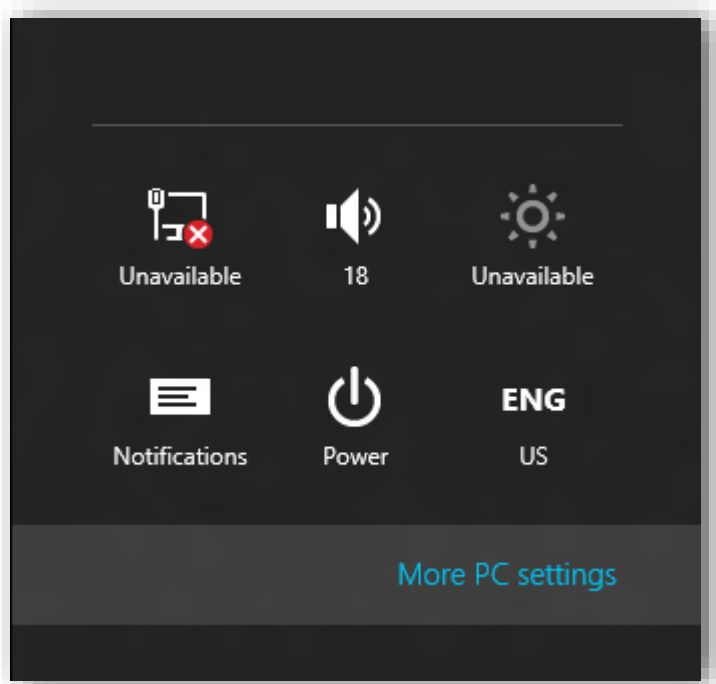 Unavailable 18 Unavailable
ENG
Notifications Power US
More PC settings